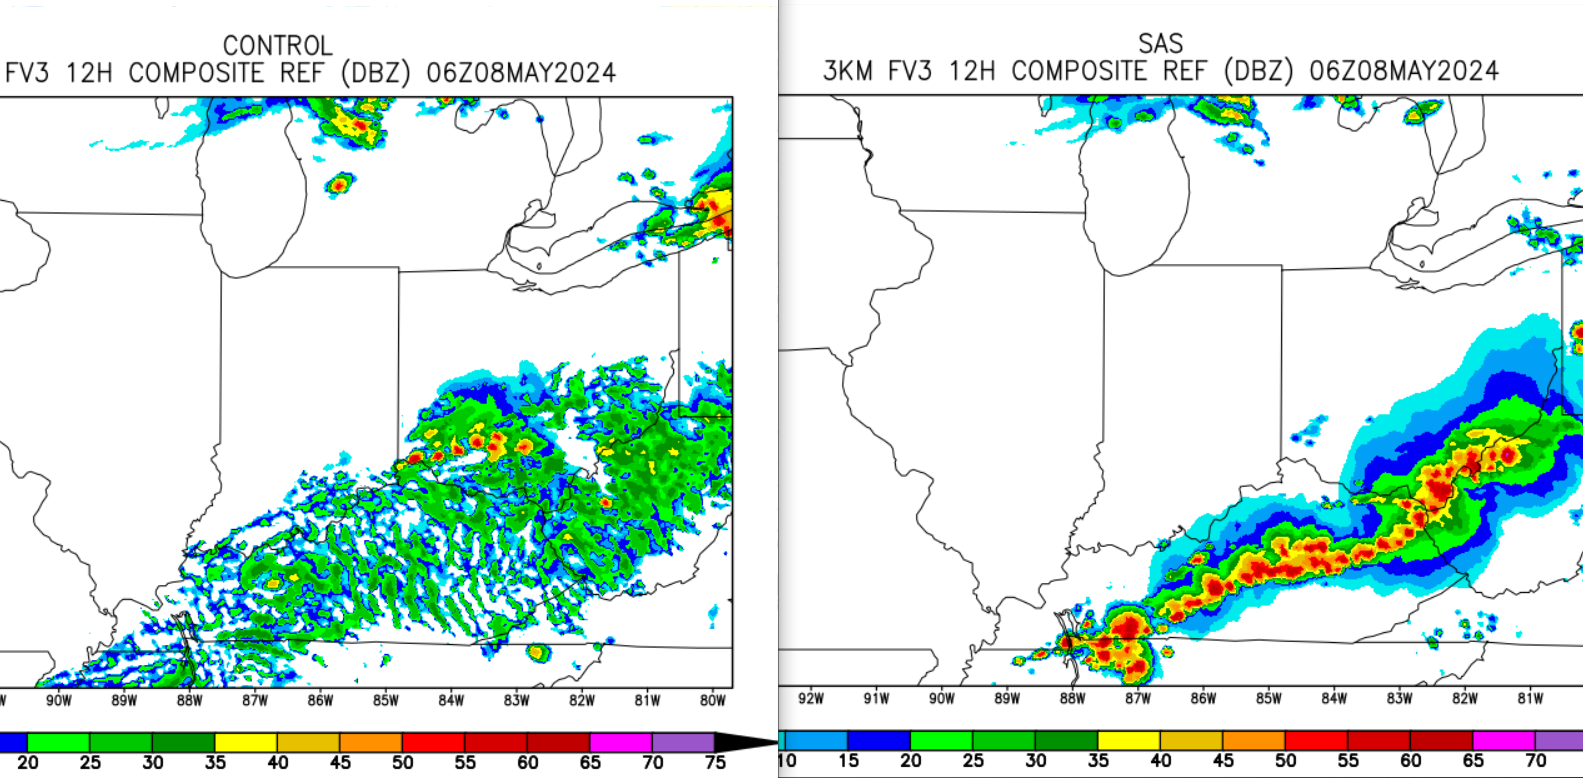 CONTROL
FV3 12H COMPOSITE REF (DBZ) 06Z08MAY2024
W 90W 89W 88W 87W 86W 85W 84W 83W 82W 81W 80W
20 25 30 35 40 45 50 55 60 65 70 75
SAS
3KM FV3 12H COMPOSITE REF (DBZ) 06Z08MAY2024
92W 91W 90W 89W 88W 87W 86W 85W 84W 83W 82W 81W
10 15 20 25 30 35 40 45 50 55 60 65 70